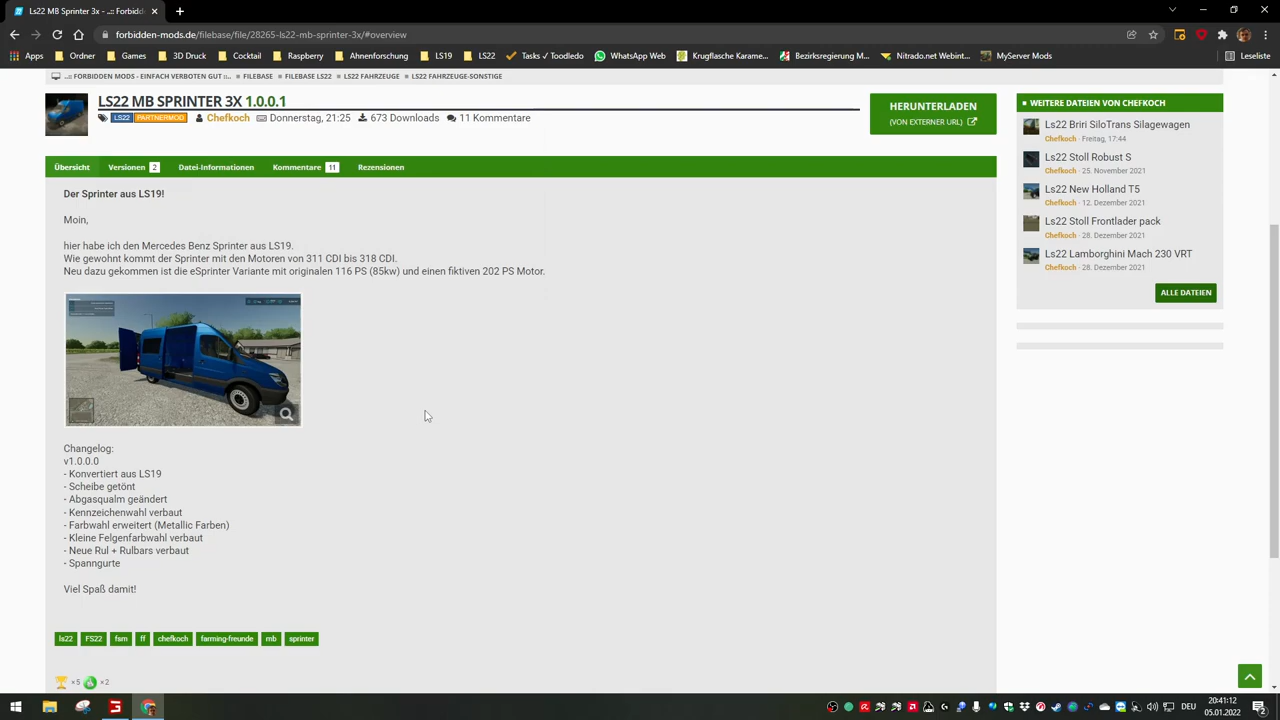 Ls22 MB Sprinter 3x
forbidden-mods.de/filebase/file/28265-ls22-mb-sprinter-3x/#overview
Apps
Ordner
Games
3D Druck
Cocktail
Raspberry
Ahnenforschung
LS19
LS22
Tasks ✓ Toodledo
WhatsApp Web
Krugflasche Karame...
Bezirksregierung M...
Nitrado.net Webint...
MyServer Mods
Leseliste
..:: FORBIDDEN MODS - EINFACH VERBOTEN GUT ::..
FILEBASE
FILEBASE LS22
LS22 FAHRZEUGE
LS22 FAHRZEUGE-SONSTIGE
LS22 MB SPRINTER 3X 1.0.0.1
LS22 PARTNERMOD Chefkoch Donnerstag, 21:25 673 Downloads 11 Kommentare
HERUNTERLADEN
(VON EXTERNER URL)
Übersicht
Versionen 2
Datei-Informationen
Kommentare 11
Rezensionen
Der Sprinter aus LS19!
Moin,
hier habe ich den Mercedes Benz Sprinter aus LS19.
Wie gewohnt kommt der Sprinter mit den Motoren von 311 CDI bis 318 CDI.
Neu dazu gekommen ist die eSprinter Variante mit originalen 116 PS (85kw) und einen fiktiven 202 PS Motor.
Changelog:
v1.0.0.0
- Konvertiert aus LS19
- Scheibe getönt
- Abgasqualm geändert
- Kennzeichenwahl verbaut
- Farbwahl erweitert (Metallic Farben)
- Kleine Felgenfarbwahl verbaut
- Neue Rul + Rulbars verbaut
- Spanngurte
Viel Spaß damit!
ls22 FS22 fsm ff chefkoch farming-freunde mb sprinter
×5 ×2
WEITERE DATEIEN VON CHEFKOCH
Ls22 Briri SiloTrans Silagewagen
Chefkoch · Freitag, 17:44
Ls22 Stoll Robust S
Chefkoch · 25. November 2021
Ls22 New Holland T5
Chefkoch · 12. Dezember 2021
Ls22 Stoll Frontlader pack
Chefkoch · 28. Dezember 2021
Ls22 Lamborghini Mach 230 VRT
Chefkoch · 28. Dezember 2021
ALLE DATEIEN
DEU
20:41:12
05.01.2022